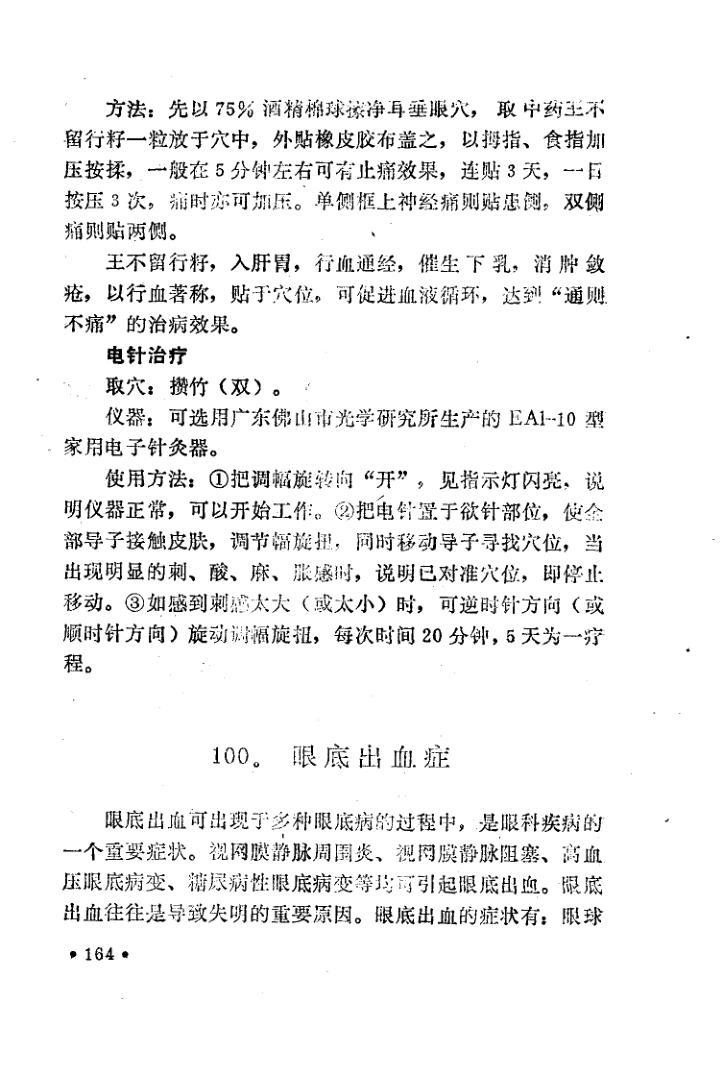 方法：先以75%酒精棉球擦净耳垂眼穴，取中药王不
留行籽一粒放于穴中，外贴橡皮胶布盖之，以拇指、食指加
压按揉，一般在5分钟左右可有止痛效果，连贴3天，一日
按压3次，痛时亦可加压。单侧框上神经痛则贴患侧，双侧
痛则贴两侧。
王不留行籽，入肝胃，行血通经，催生下乳，消肿敛
疮，以行血著称，贴于穴位，可促进血液循环，达到“通则
不痛”的治病效果。
电针治疗
取穴：攒竹（双）。
仪器：可选用广东佛山市光学研究所生产的EA1-10型
家用电子针灸器。
使用方法：①把调幅旋转向“开”，见指示灯闪亮，说
明仪器正常，可以开始工作。②把电针置于欲针部位，使全
部导子接触皮肤，调节幅旋扭，同时移动导子寻找穴位，当
出现明显的刺、酸、麻、胀感时，说明已对准穴位，即停止
移动。③如感到刺感太大（或太小）时，可逆时针方向（或
顺时针方向）旋动调幅旋扭，每次时间20分钟，5天为一疗
程。
100。眼底出血症
眼底出血可出现于多种眼底病的过程中，是眼科疾病的
一个重要症状。视网膜静脉周围炎、视网膜静脉阻塞、高血
压眼底病变、糖尿病性眼底病变等均可引起眼底出血。眼底
出血往往是导致失明的重要原因。眼底出血的症状有：眼球
•164•